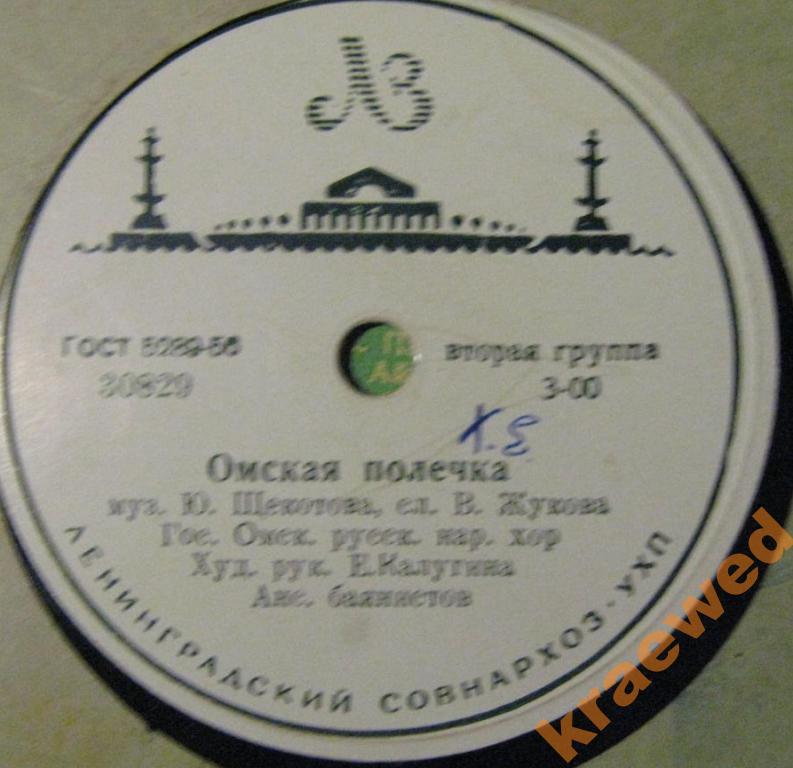 ЛЗ
ГОСТ 5289-56 вторая группа
30829 3-00
Омская полечка
муз. Ю. Щекотова, сл. В. Жукова
Гос. Омск. русск. нар. хор
Худ. рук. Е.Калугина
Анс. баянистов
ЛЕНИНГРАДСКИЙ СОВНАРХОЗ·УХП
kraewed